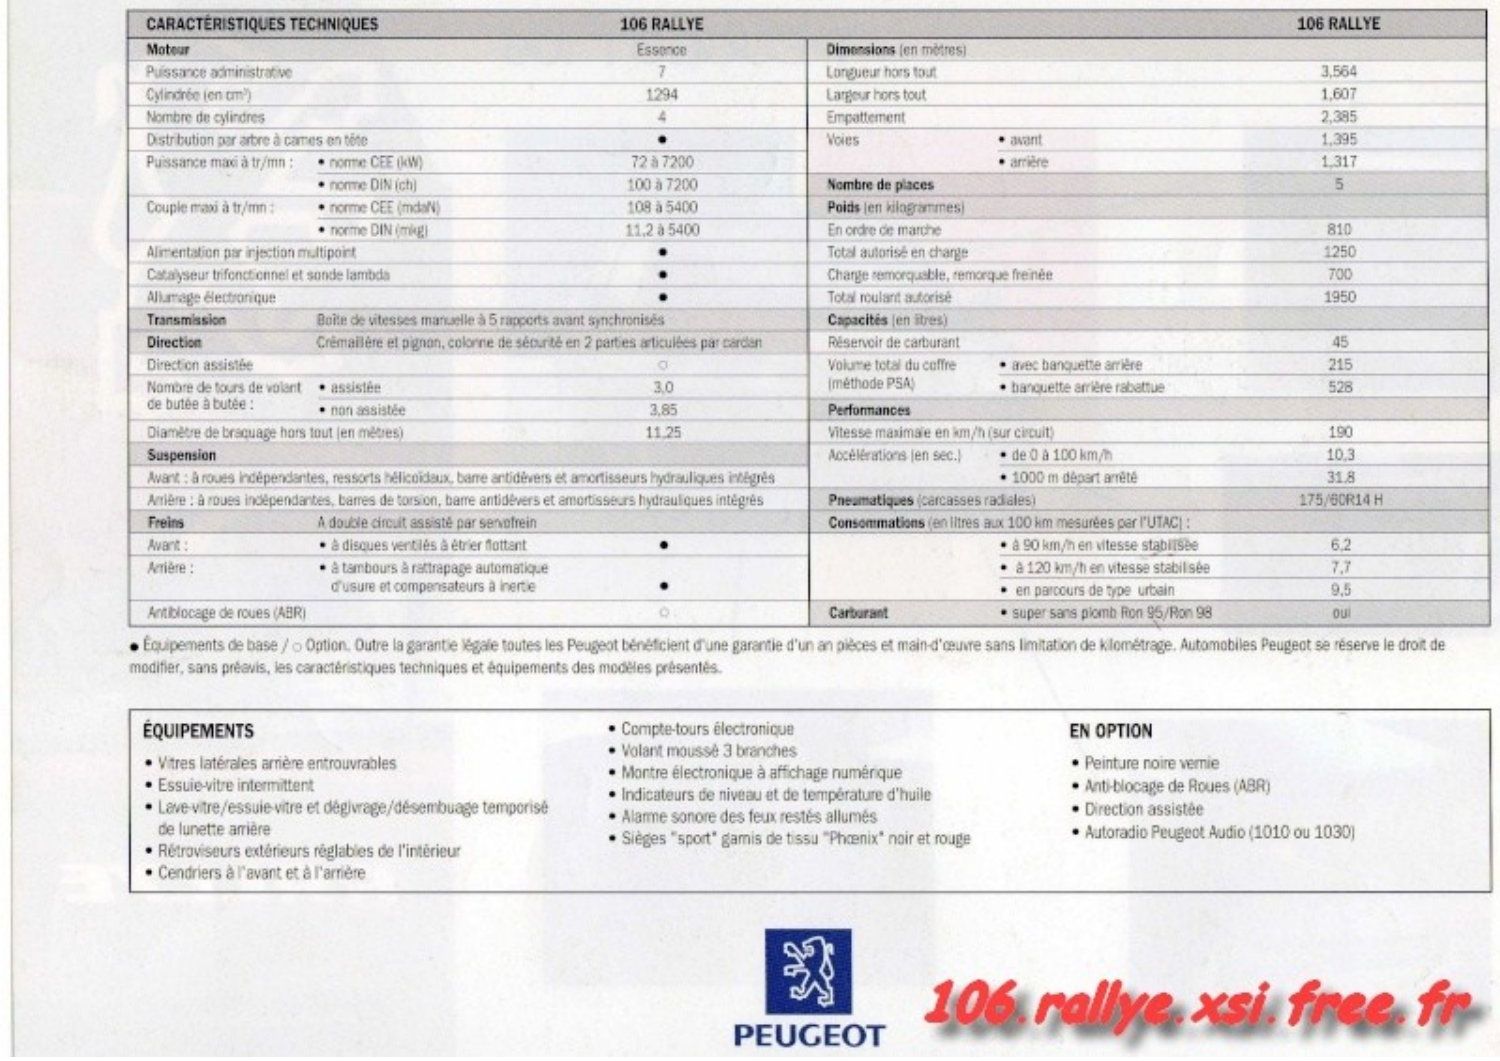 CARACTÉRISTIQUES TECHNIQUES 106 RALLYE
Moteur Essence
Puissance administrative 7
Cylindrée (en cm³) 1294
Nombre de cylindres 4
Distribution par arbre à cames en tête ●
Puissance maxi à tr/mn : • norme CEE (kW) 72 à 7200
• norme DIN (ch) 100 à 7200
Couple maxi à tr/mn : • norme CEE (mdaN) 108 à 5400
• norme DIN (mkg) 11,2 à 5400
Alimentation par injection multipoint ●
Catalyseur trifonctionnel et sonde lambda ●
Allumage électronique ●
Transmission Boîte de vitesses manuelle à 5 rapports avant synchronisés
Direction Crémaillère et pignon, colonne de sécurité en 2 parties articulées par cardan
Direction assistée ○
Nombre de tours de volant • assistée 3,0
de butée à butée : • non assistée 3,85
Diamètre de braquage hors tout (en mètres) 11,25
Suspension
Avant : à roues indépendantes, ressorts hélicoïdaux, barre antidévers et amortisseurs hydrauliques intégrés
Arrière : à roues indépendantes, barres de torsion, barre antidévers et amortisseurs hydrauliques intégrés
Freins A double circuit assisté par servofrein
Avant : • à disques ventilés à étrier flottant ●
Arrière : • à tambours à rattrapage automatique
d'usure et compensateurs à inertie ●
Antiblocage de roues (ABR) ○
106 RALLYE
Dimensions (en mètres)
Longueur hors tout 3,564
Largeur hors tout 1,607
Empattement 2,385
Voies • avant 1,395
• arrière 1,317
Nombre de places 5
Poids (en kilogrammes)
En ordre de marche 810
Total autorisé en charge 1250
Charge remorquable, remorque freinée 700
Total roulant autorisé 1950
Capacités (en litres)
Réservoir de carburant 45
Volume total du coffre • avec banquette arrière 215
(méthode PSA) • banquette arrière rabattue 528
Performances
Vitesse maximale en km/h (sur circuit) 190
Accélérations (en sec.) • de 0 à 100 km/h 10,3
• 1000 m départ arrêté 31,8
Pneumatiques (carcasses radiales) 175/60R14 H
Consommations (en litres aux 100 km mesurées par l'UTAC) :
• à 90 km/h en vitesse stabilisée 6,2
• à 120 km/h en vitesse stabilisée 7,7
• en parcours de type urbain 9,5
Carburant • super sans plomb Ron 95/Ron 98 oui
● Équipements de base / ○ Option. Outre la garantie légale toutes les Peugeot bénéficient d'une garantie d'un an pièces et main-d'œuvre sans limitation de kilométrage. Automobiles Peugeot se réserve le droit de
modifier, sans préavis, les caractéristiques techniques et équipements des modèles présentés.
ÉQUIPEMENTS
• Vitres latérales arrière entrouvrables
• Essuie-vitre intermittent
• Lave-vitre/essuie-vitre et dégivrage/désembuage temporisé
de lunette arrière
• Rétroviseurs extérieurs réglables de l'intérieur
• Cendriers à l'avant et à l'arrière
• Compte-tours électronique
• Volant moussé 3 branches
• Montre électronique à affichage numérique
• Indicateurs de niveau et de température d'huile
• Alarme sonore des feux restés allumés
• Sièges "sport" garnis de tissu "Phœnix" noir et rouge
EN OPTION
• Peinture noire vernie
• Anti-blocage de Roues (ABR)
• Direction assistée
• Autoradio Peugeot Audio (1010 ou 1030)
PEUGEOT
106.rallye.xsi.free.fr